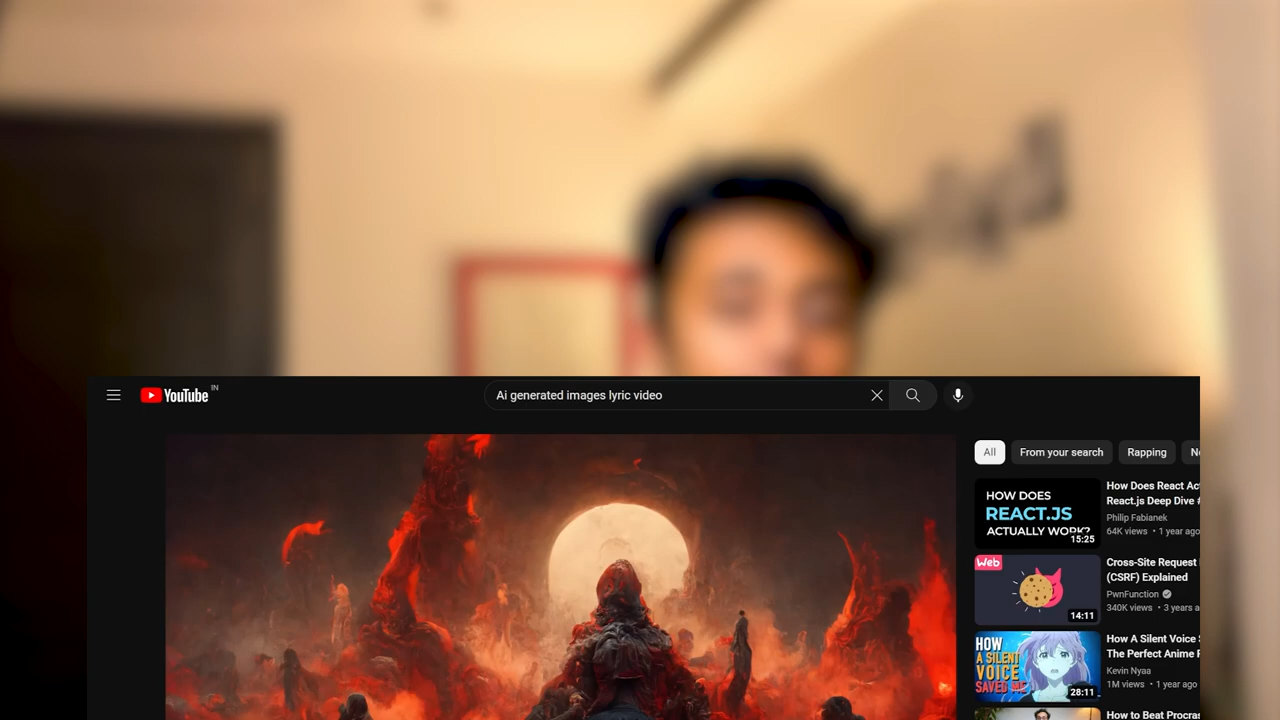 YouTube IN
Ai generated images lyric video
All
From your search
Rapping
HOW DOES
REACT.JS
ACTUALLY WORK?
15:25
How Does React Ac
React.js Deep Dive
Philip Fabianek
64K views • 1 year ago
Web
14:11
Cross-Site Request
(CSRF) Explained
PwnFunction
340K views • 3 years a
HOW
A SILENT
VOICE
SAVED ME
28:11
How A Silent Voice
The Perfect Anime
Kevin Nyaa
1M views • 1 year ago
How to Beat Procras